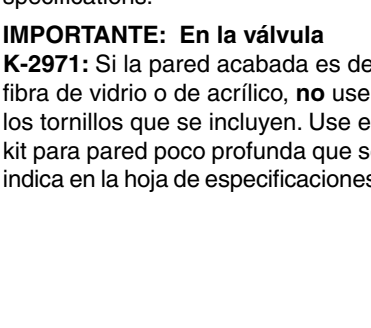 specifications.
IMPORTANTE: En la válvula
K-2971: Si la pared acabada es de
fibra de vidrio o de acrílico, no use
los tornillos que se incluyen. Use e
kit para pared poco profunda que s
indica en la hoja de especificaciones